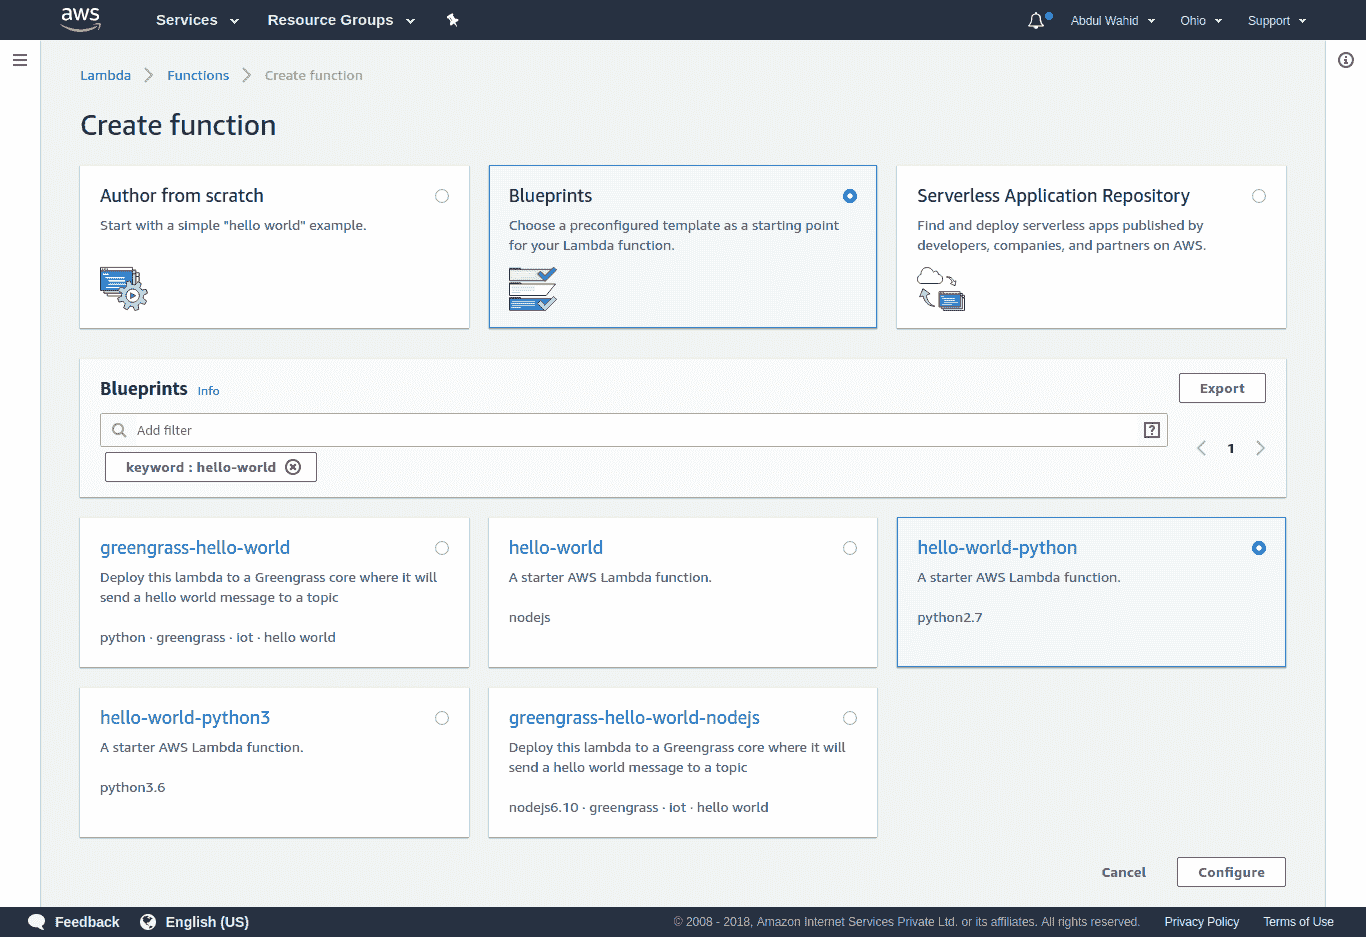 aws Services Resource Groups Abdul Wahid Ohio Support
Lambda Functions Create function
Create function
Author from scratch
Start with a simple "hello world" example.
Blueprints
Choose a preconfigured template as a starting point
for your Lambda function.
Serverless Application Repository
Find and deploy serverless apps published by
developers, companies, and partners on AWS.
Blueprints Info
Export
Add filter
?
1
keyword : hello-world
greengrass-hello-world
Deploy this lambda to a Greengrass core where it will
send a hello world message to a topic
python · greengrass · iot · hello world
hello-world
A starter AWS Lambda function.
nodejs
hello-world-python
A starter AWS Lambda function.
python2.7
hello-world-python3
A starter AWS Lambda function.
python3.6
greengrass-hello-world-nodejs
Deploy this lambda to a Greengrass core where it will
send a hello world message to a topic
nodejs6.10 · greengrass · iot · hello world
Cancel Configure
Feedback English (US) © 2008 - 2018, Amazon Internet Services Private Ltd. or its affiliates. All rights reserved. Privacy Policy Terms of Use